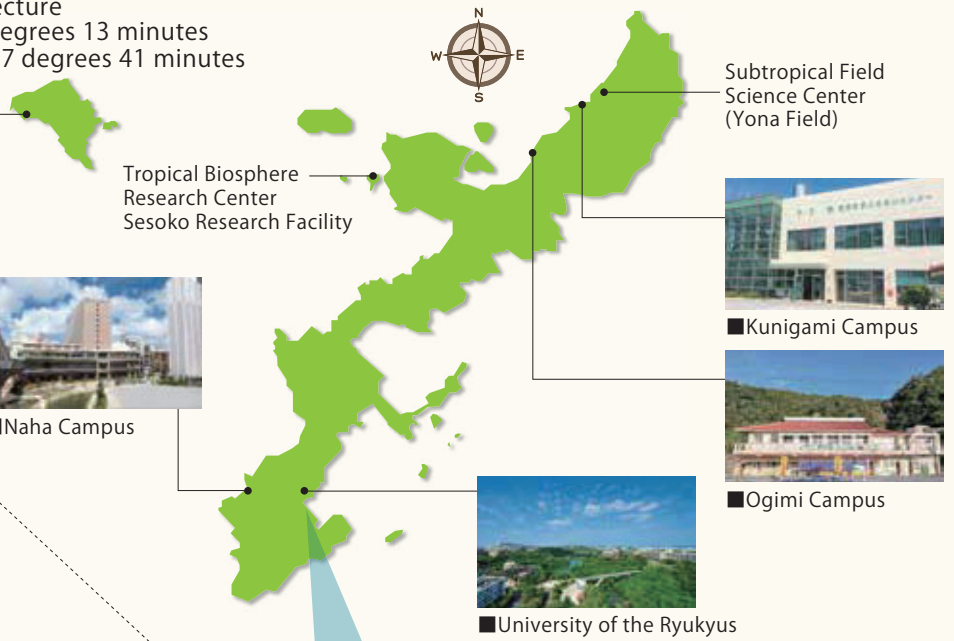 ecture
egrees 13 minutes
7 degrees 41 minutes
N
W
E
S
Subtropical Field
Science Center
(Yona Field)
Tropical Biosphere
Research Center
Sesoko Research Facility
■Kunigami Campus
Naha Campus
■Ogimi Campus
■University of the Ryukyus